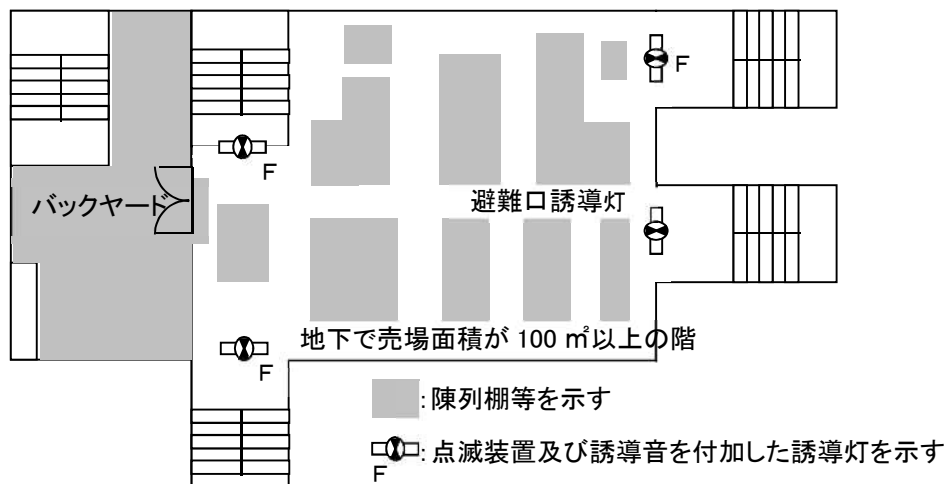 F
F
バックヤード
避難口誘導灯
地下で売場面積が 100 ㎡以上の階
F
:陳列棚等を示す
:点滅装置及び誘導音を付加した誘導灯を示す
F